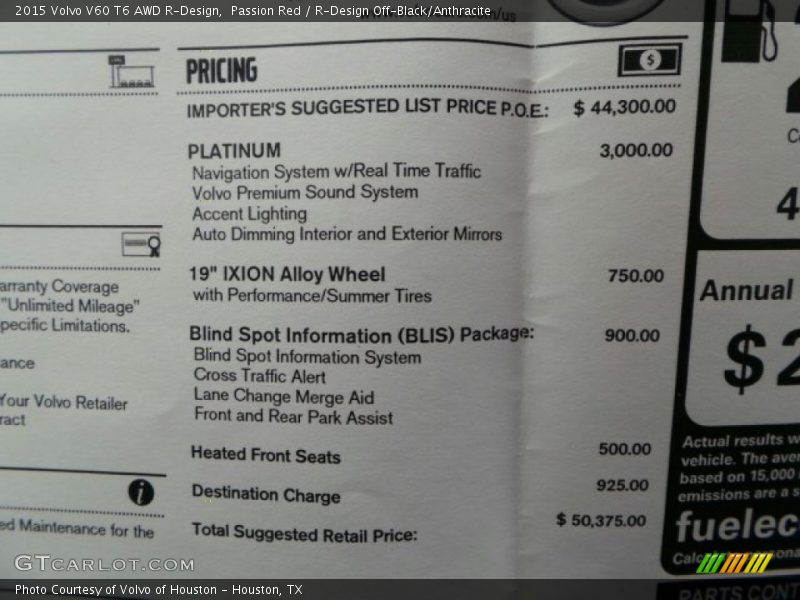 2015 Volvo V60 T6 AWD R-Design,  Passion Red / R-Design Off-Black/Anthracite
PRICING
$
IMPORTER'S SUGGESTED LIST PRICE P.O.E.: $ 44,300.00
PLATINUM 3,000.00
Navigation System w/Real Time Traffic
Volvo Premium Sound System
Accent Lighting
Auto Dimming Interior and Exterior Mirrors
19" IXION Alloy Wheel 750.00
with Performance/Summer Tires
Blind Spot Information (BLIS) Package: 900.00
Blind Spot Information System
Cross Traffic Alert
Lane Change Merge Aid
Front and Rear Park Assist
Heated Front Seats 500.00
Destination Charge 925.00
Total Suggested Retail Price: $ 50,375.00
arranty Coverage
"Unlimited Mileage"
pecific Limitations.
ance
Your Volvo Retailer
ract
i
ed Maintenance for the
4
Annual
$ 2
Actual results w
vehicle. The aver
based on 15,000
emissions are a s
fuelec
PARTS CONT
GTCARLOT.COM
Photo Courtesy of Volvo of Houston - Houston, TX